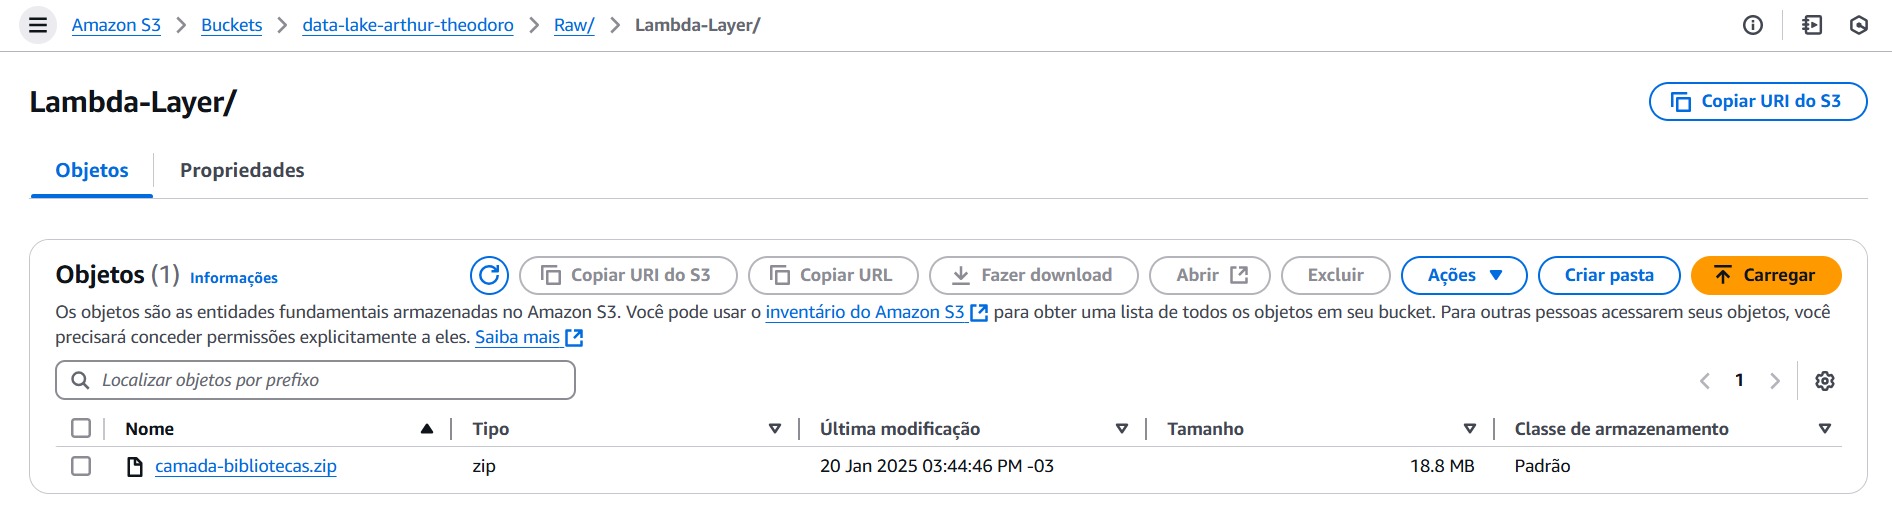 Amazon S3 > Buckets > data-lake-arthur-theodoro > Raw/ > Lambda-Layer/
Lambda-Layer/
Copiar URI do S3
Objetos Propriedades
Objetos (1) Informações
Copiar URI do S3 Copiar URL Fazer download Abrir Excluir Ações Criar pasta Carregar
Os objetos são as entidades fundamentais armazenadas no Amazon S3. Você pode usar o inventário do Amazon S3 para obter uma lista de todos os objetos em seu bucket. Para outras pessoas acessarem seus objetos, você
precisará conceder permissões explicitamente a eles. Saiba mais
Localizar objetos por prefixo
1
Nome Tipo Última modificação Tamanho Classe de armazenamento
camada-bibliotecas.zip zip 20 Jan 2025 03:44:46 PM -03 18.8 MB Padrão